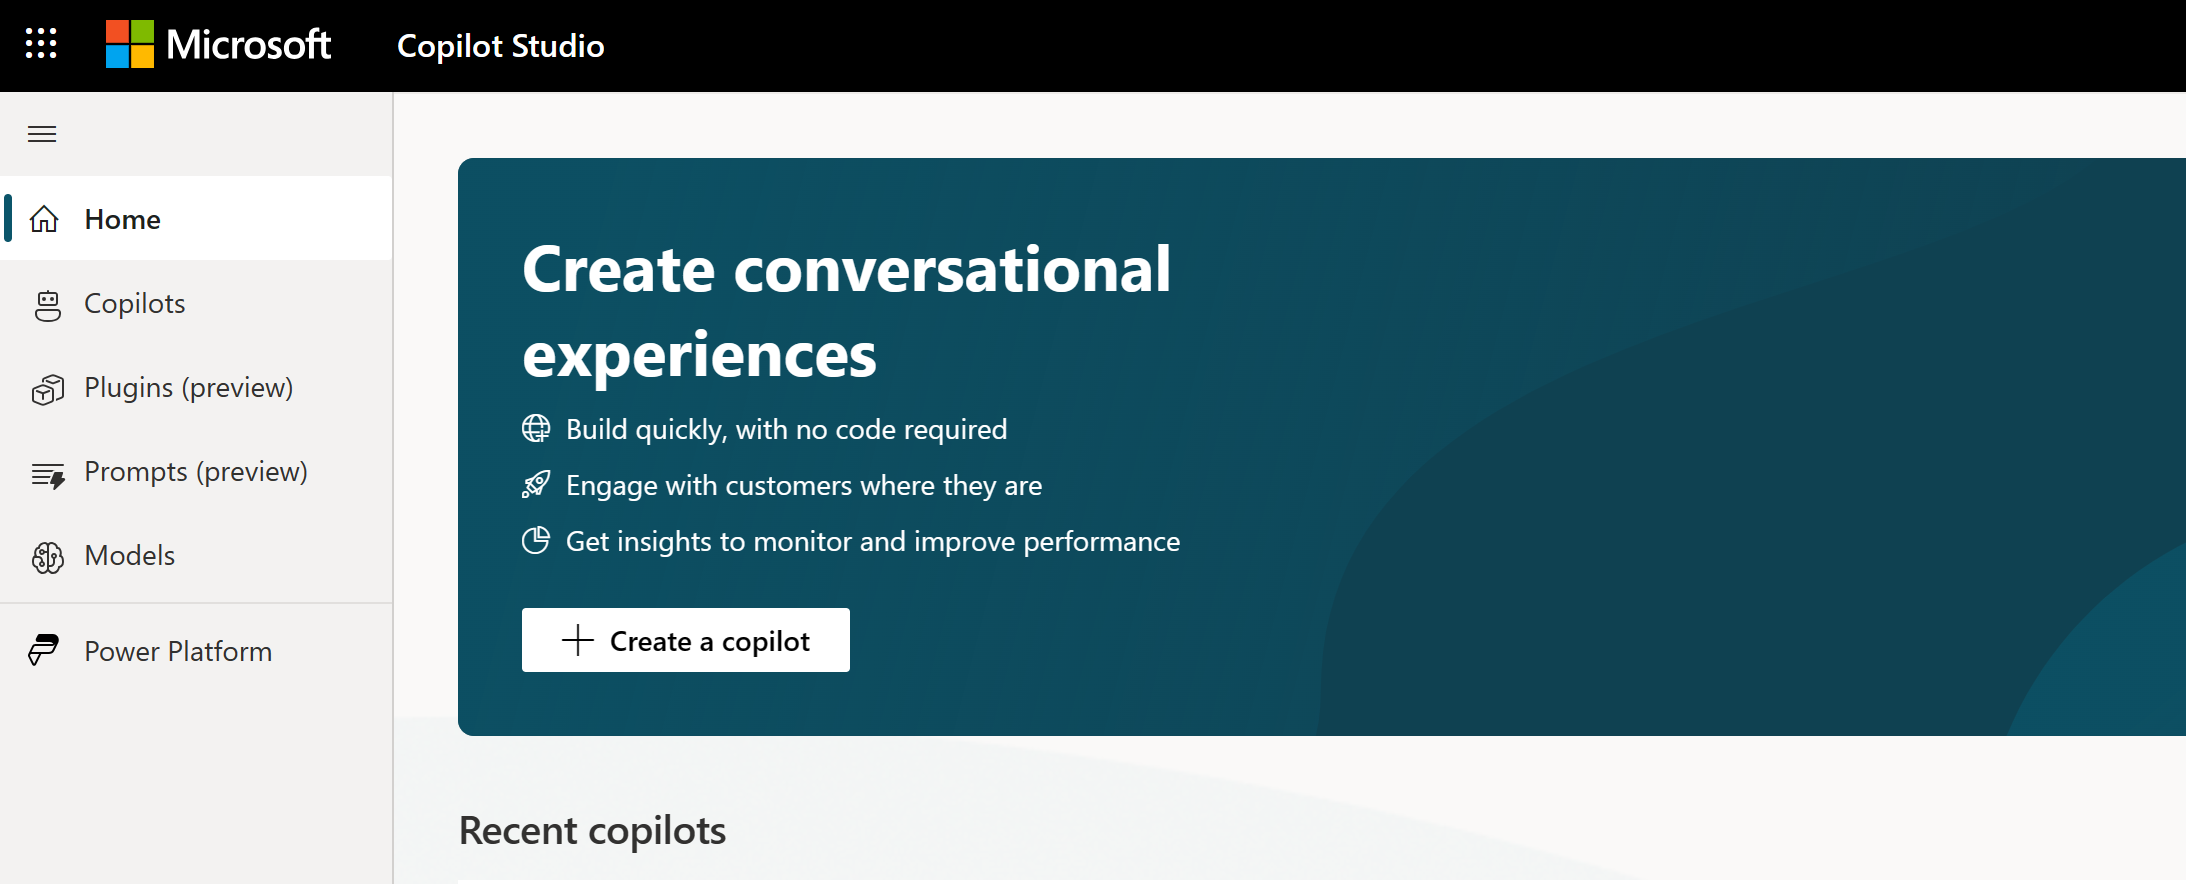 Microsoft
Copilot Studio
Home
Copilots
Plugins (preview)
Prompts (preview)
Models
Power Platform
Create conversational
experiences
Build quickly, with no code required
Engage with customers where they are
Get insights to monitor and improve performance
Create a copilot
Recent copilots